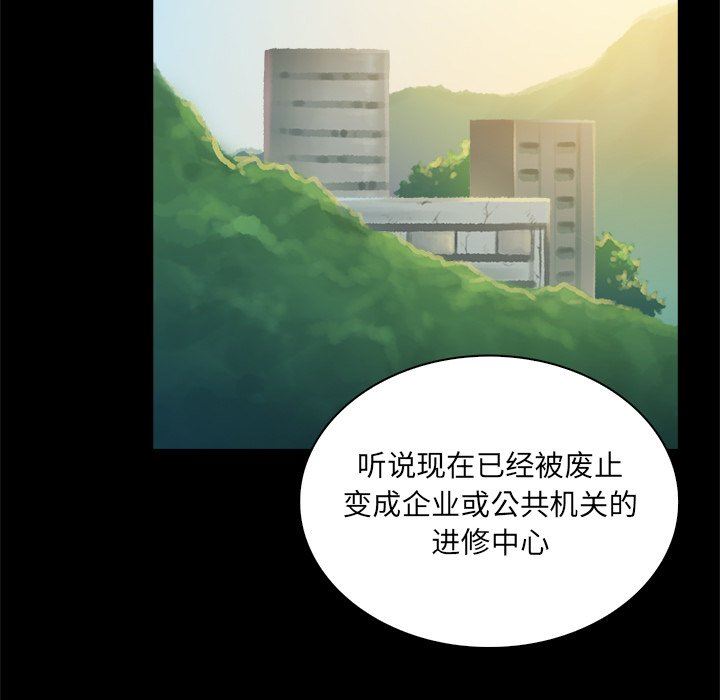 听说现在已经被废止
变成企业或公共机关的
进修中心